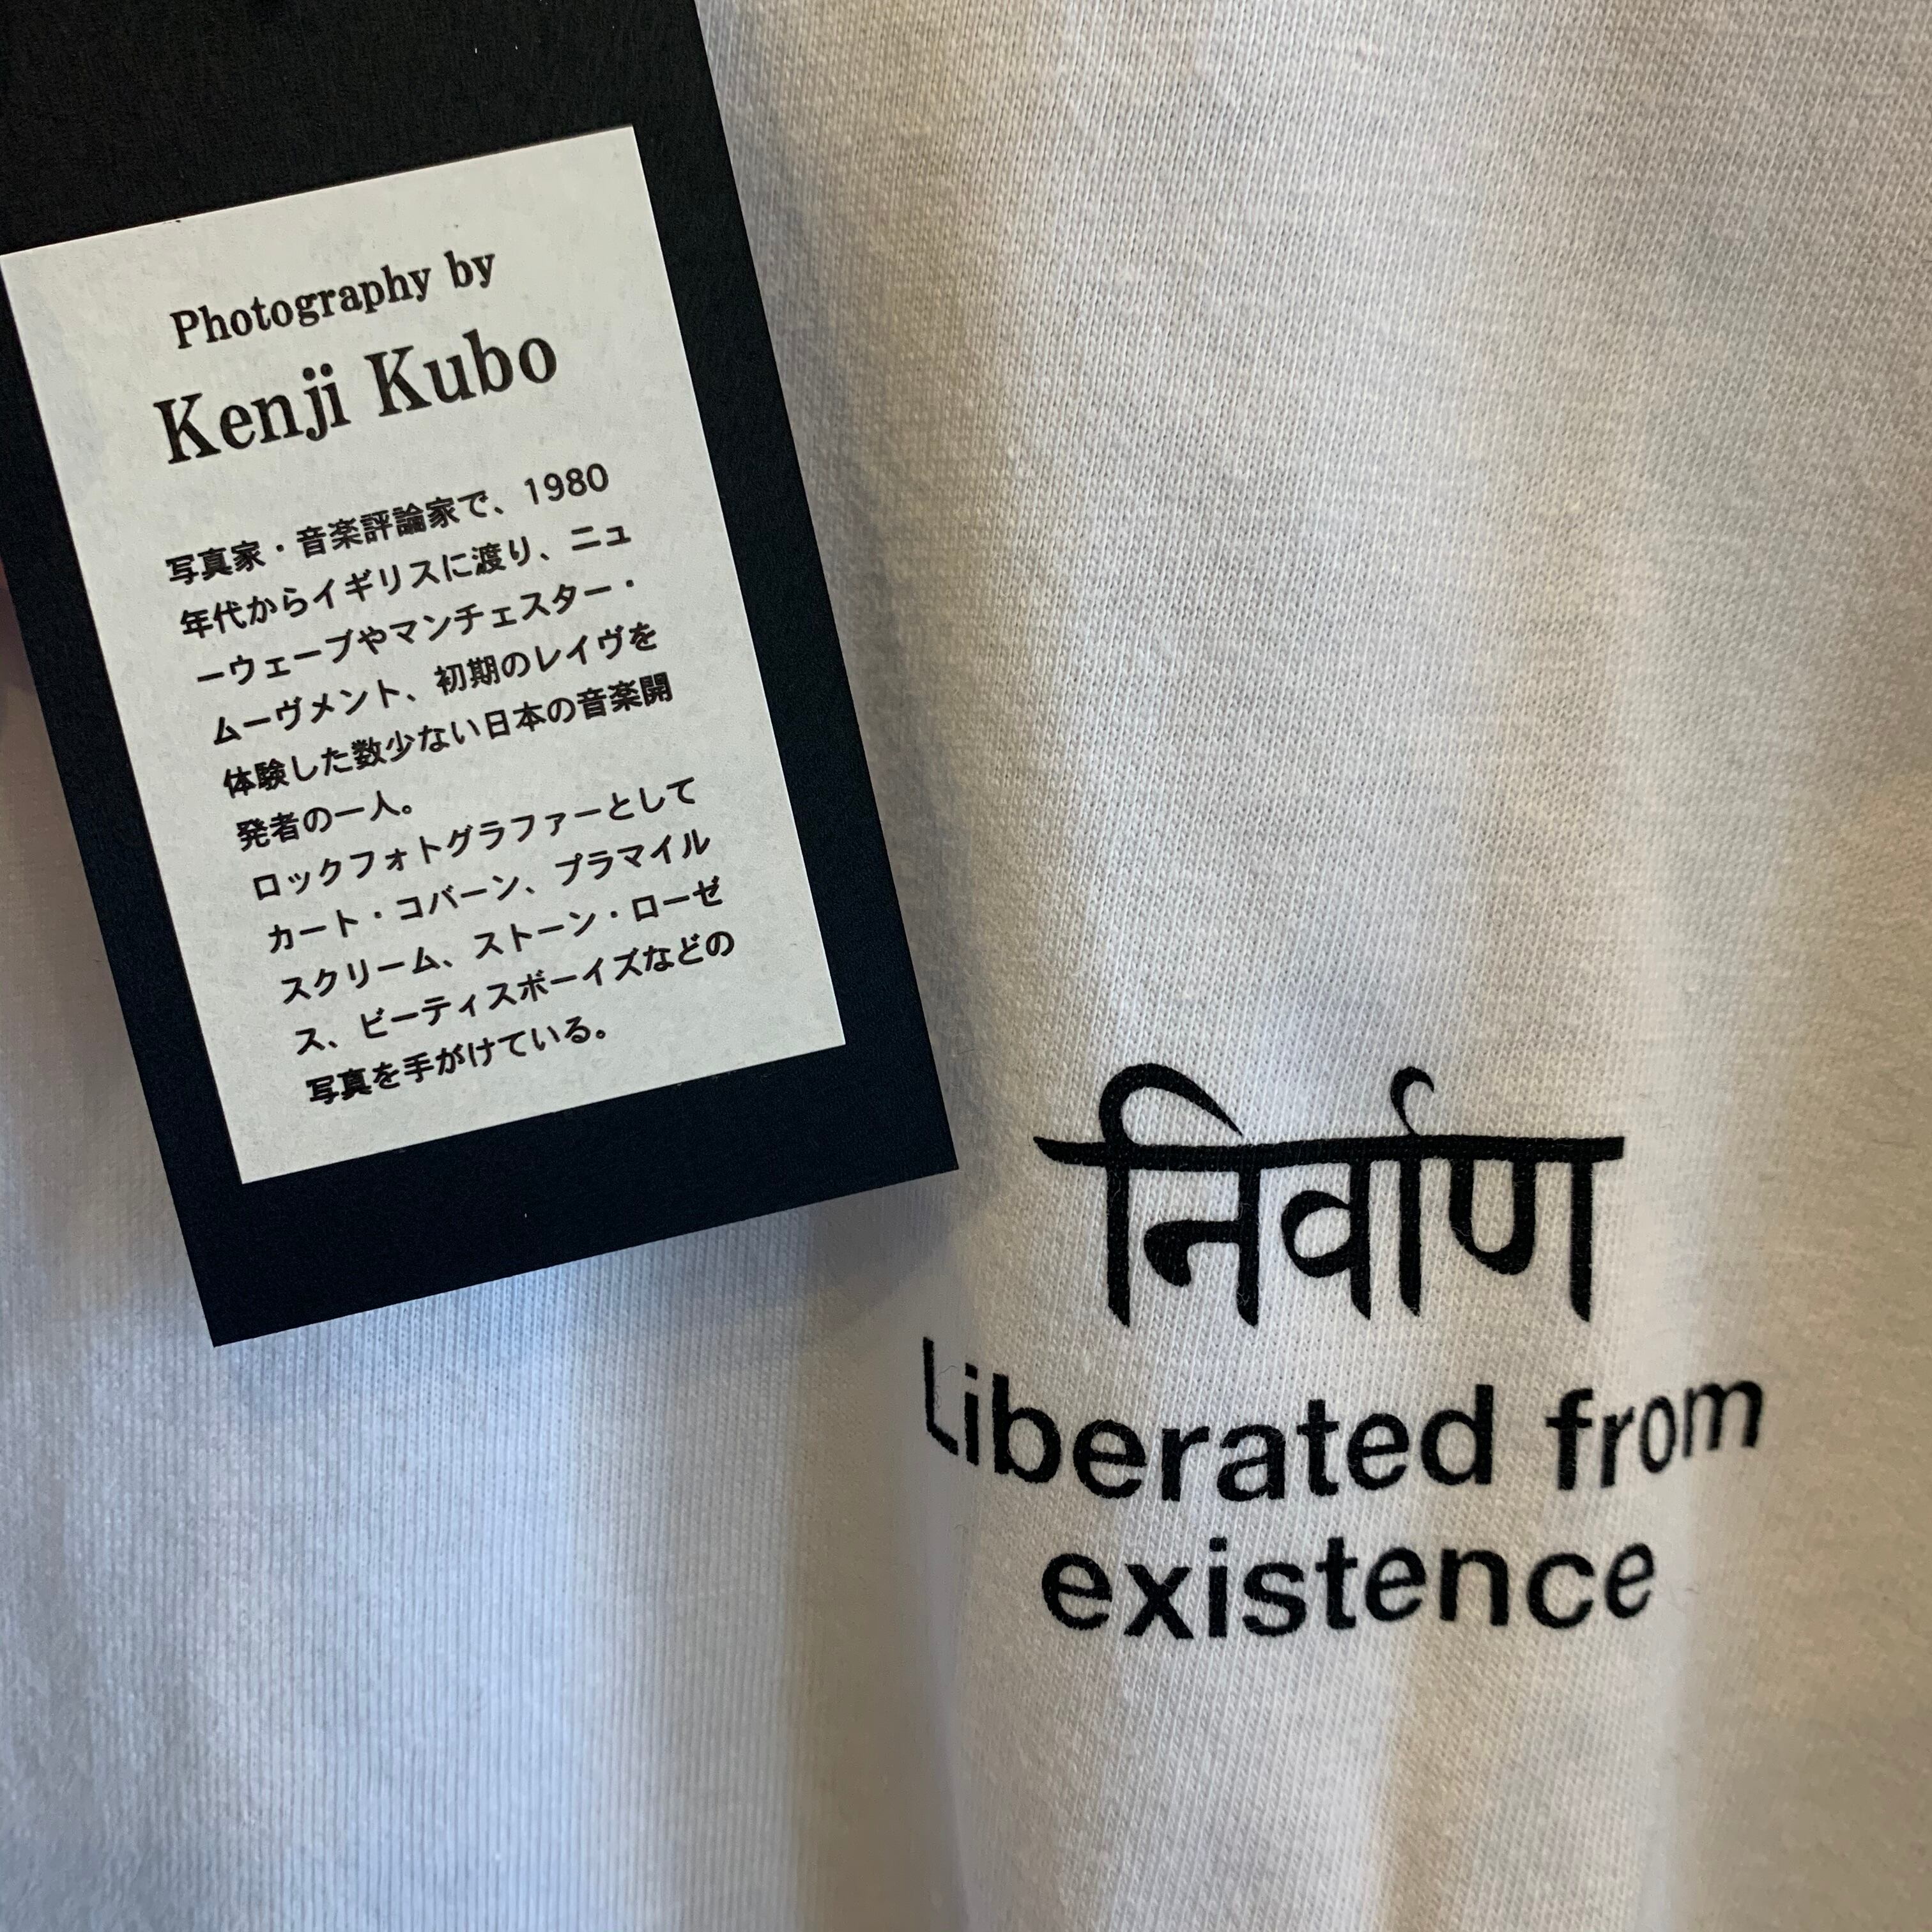 Photography by
Kenji Kubo
写真家・音楽評論家で、1980
年代からイギリスに渡り、ニュ
ーウェーブやマンチェスター・
ムーヴメント、初期のレイヴを
体験した数少ない日本の音楽開
発者の一人。
ロックフォトグラファーとして
カート・コバーン、プラマイル
スクリーム、ストーン・ローゼ
ス、ビーティスボーイズなどの
写真を手がけている。
निर्वाण
Liberated from
existence